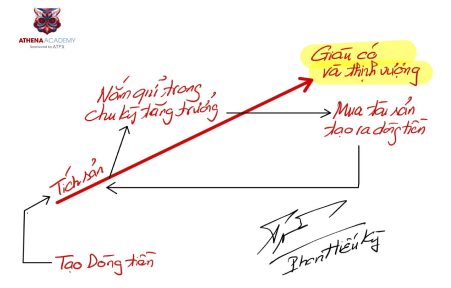 ATHENA ACADEMY
Sponsored by ATFX
Giàu có
và thịnh vượng
Nắm giữ trong
chu kỳ tăng trưởng
Mua tài sản
tạo ra dòng tiền
Tích sản
Tạo Dòng tiền
Phan Hiếu Kỳ